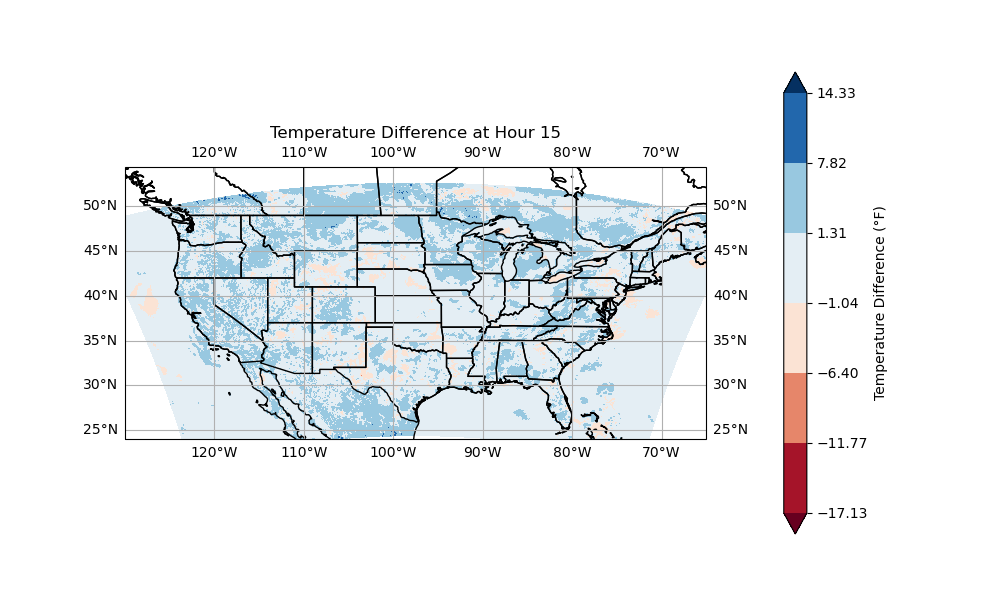 Temperature Difference at Hour 15
120°W 110°W 100°W 90°W 80°W 70°W
50°N 50°N
45°N 45°N
40°N 40°N
35°N 35°N
30°N 30°N
25°N 25°N
120°W 110°W 100°W 90°W 80°W 70°W
14.33
7.82
1.31
−1.04
−6.40
−11.77
−17.13
Temperature Difference (°F)